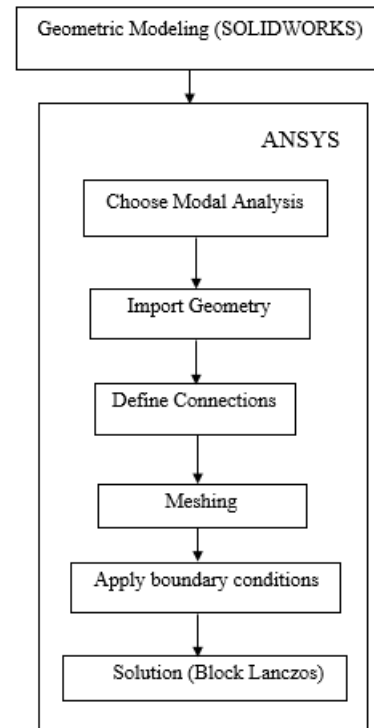 Geometric Modeling (SOLIDWORKS)
ANSYS
Choose Modal Analysis
Import Geometry
Define Connections
Meshing
Apply boundary conditions
Solution (Block Lanczos)